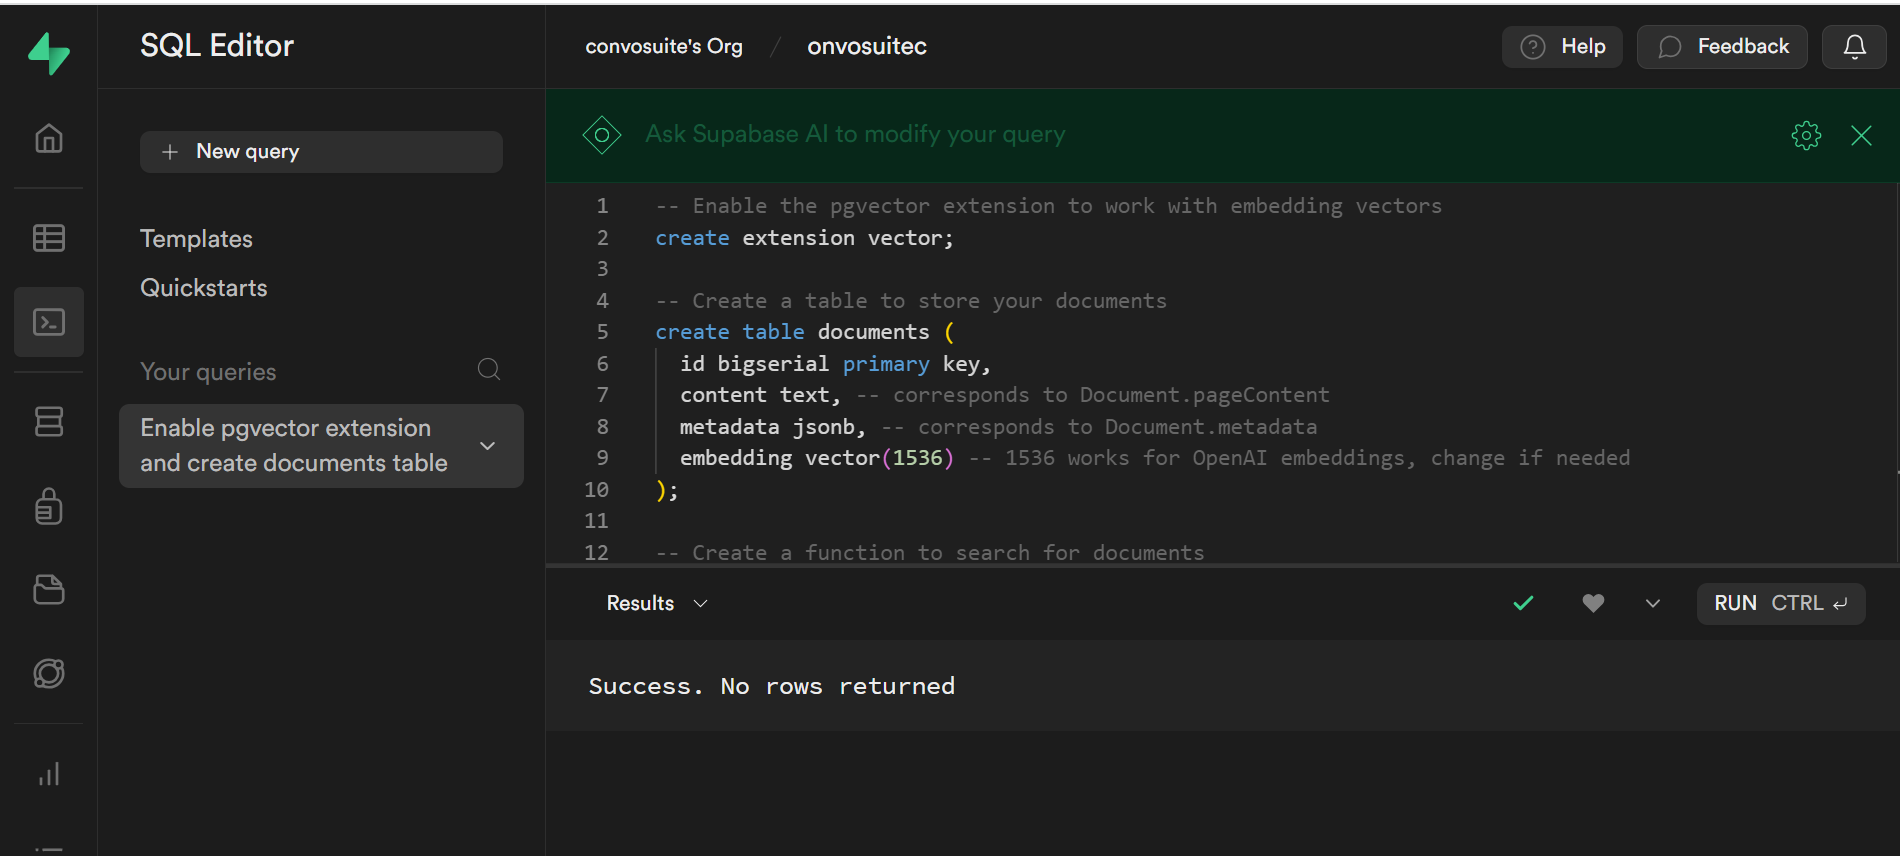 SQL Editor
convosuite's Org / onvosuitec
Help
Feedback
Ask Supabase AI to modify your query
+ New query
Templates
Quickstarts
Your queries
Enable pgvector extension
and create documents table
1 -- Enable the pgvector extension to work with embedding vectors
2 create extension vector;
3
4 -- Create a table to store your documents
5 create table documents (
6 id bigserial primary key,
7 content text, -- corresponds to Document.pageContent
8 metadata jsonb, -- corresponds to Document.metadata
9 embedding vector(1536) -- 1536 works for OpenAI embeddings, change if needed
10 );
11
12 -- Create a function to search for documents
Results
RUN CTRL ↵
Success. No rows returned